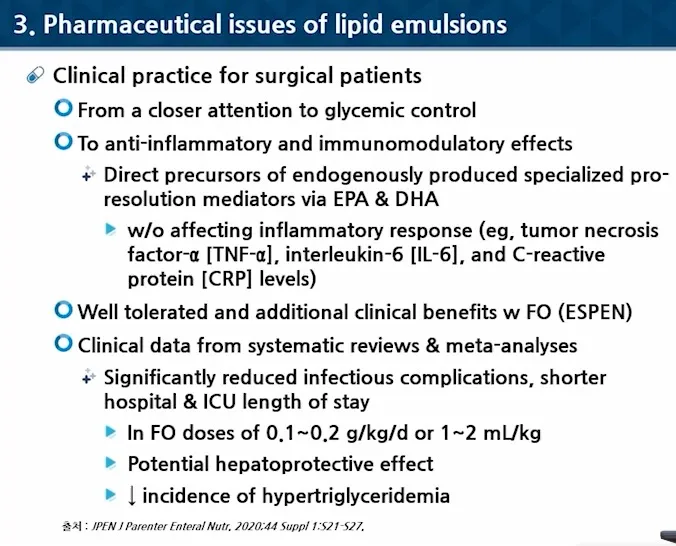 3. Pharmaceutical issues of lipid emulsions
Clinical practice for surgical patients
From a closer attention to glycemic control
To anti-inflammatory and immunomodulatory effects
Direct precursors of endogenously produced specialized pro-
resolution mediators via EPA & DHA
w/o affecting inflammatory response (eg, tumor necrosis
factor-α [TNF-α], interleukin-6 [IL-6], and C-reactive
protein [CRP] levels)
Well tolerated and additional clinical benefits w FO (ESPEN)
Clinical data from systematic reviews & meta-analyses
Significantly reduced infectious complications, shorter
hospital & ICU length of stay
In FO doses of 0.1~0.2 g/kg/d or 1~2 mL/kg
Potential hepatoprotective effect
↓ incidence of hypertriglyceridemia
출처 : JPEN J Parenter Enteral Nutr. 2020;44 Suppl 1:S21-S27.